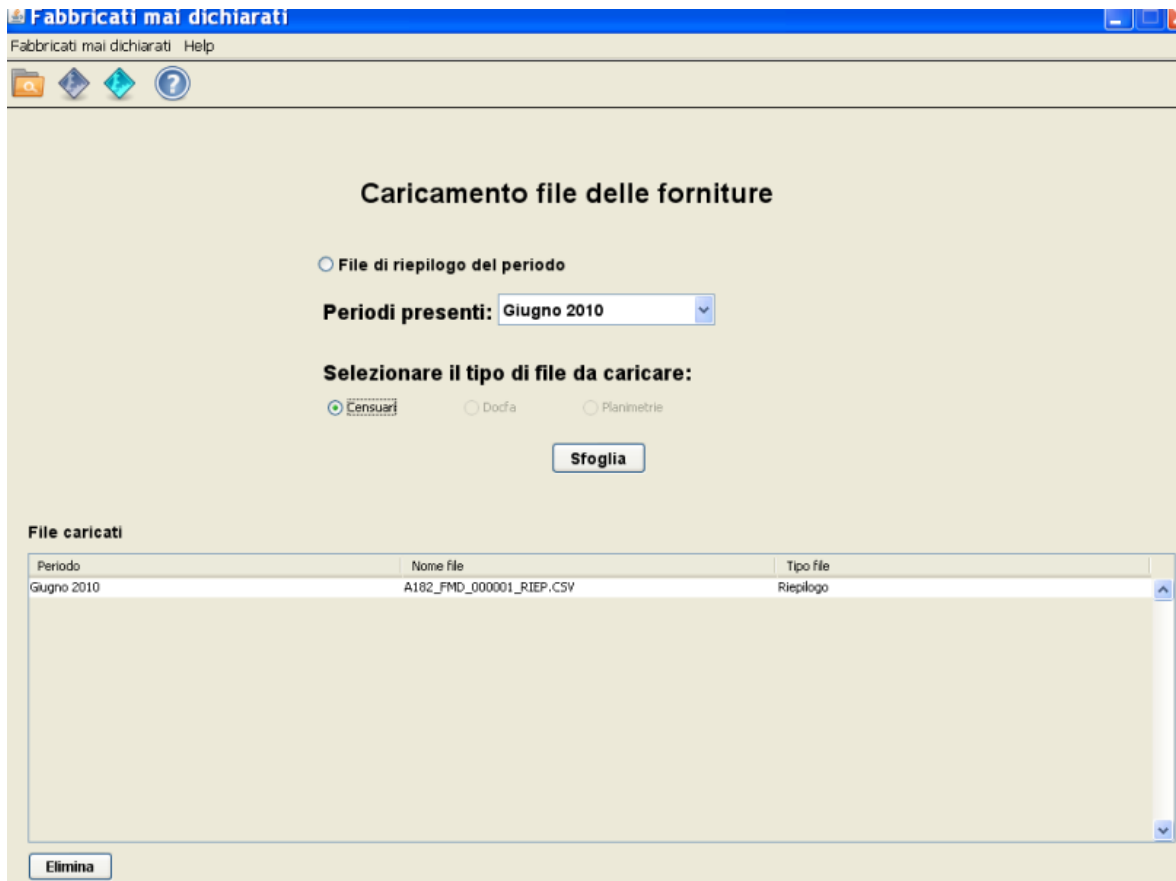 Fabbricati mai dichiarati
Fabbricati mai dichiarati Help
Caricamento file delle forniture
File di riepilogo del periodo
Periodi presenti: Giugno 2010
Selezionare il tipo di file da caricare:
Censuari Docfa Planimetrie
Sfoglia
File caricati
Periodo Nome file Tipo file
Giugno 2010 A182_FMD_000001_RIEP.CSV Riepilogo
Elimina